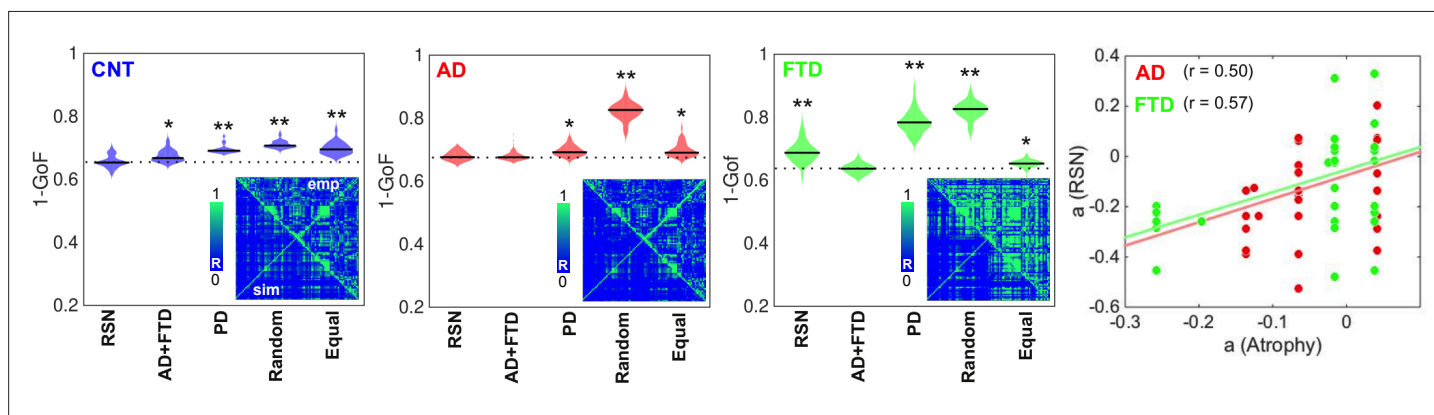 CNT
1
0.8
0.6
0.4
0.2
1-GoF
*
**
**
**
emp
sim
1
R
0
RSN
AD+FTD
PD
Random
Equal
AD
1
0.8
0.6
0.4
0.2
1-GoF
*
**
*
1
R
0
RSN
AD+FTD
PD
Random
Equal
FTD
1
0.8
0.6
0.4
0.2
1-Gof
**
**
**
*
1
R
0
RSN
AD+FTD
PD
Random
Equal
AD (r = 0.50)
FTD (r = 0.57)
0.4
0.2
0
-0.2
-0.4
-0.6
a (RSN)
-0.3
-0.2
-0.1
0
a (Atrophy)